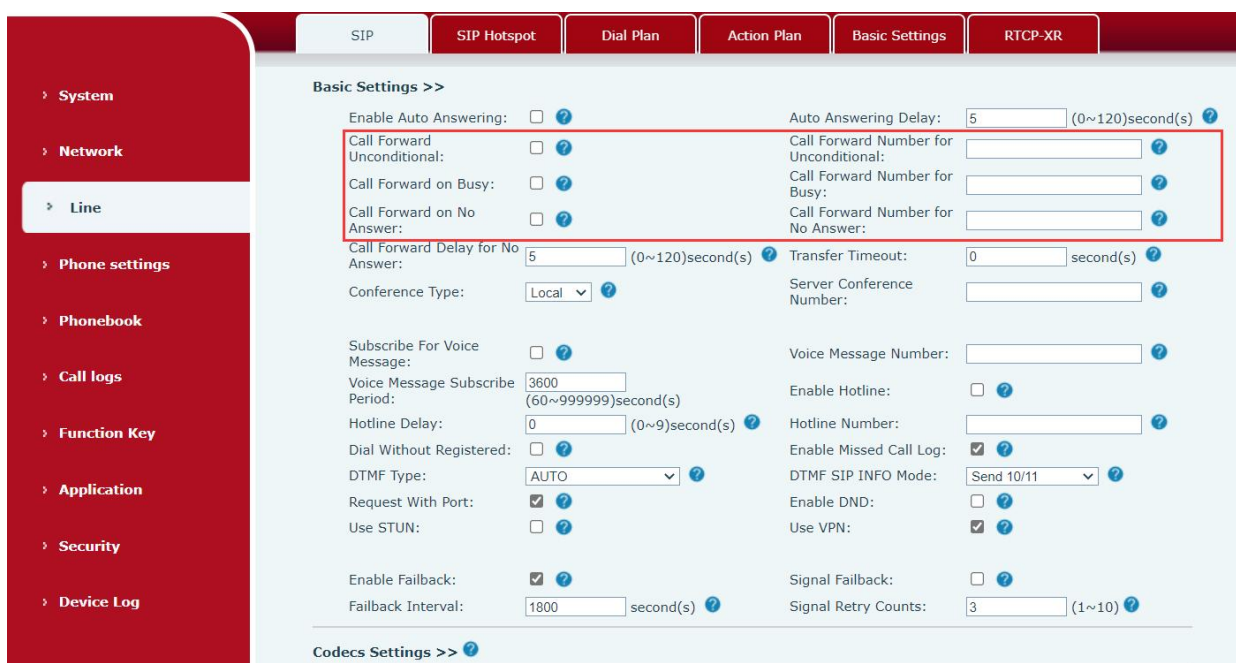 SIP
SIP Hotspot
Dial Plan
Action Plan
Basic Settings
RTCP-XR
System
Network
Line
Phone settings
Phonebook
Call logs
Function Key
Application
Security
Device Log
Basic Settings >>
Enable Auto Answering: ?
Auto Answering Delay: 5 (0~120)second(s) ?
Call Forward
Unconditional: ?
Call Forward Number for
Unconditional: ?
Call Forward on Busy: ?
Call Forward Number for
Busy: ?
Call Forward on No
Answer: ?
Call Forward Number for
No Answer: ?
Call Forward Delay for No
Answer: 5 (0~120)second(s) ?
Transfer Timeout: 0 second(s) ?
Conference Type: Local ?
Server Conference
Number: ?
Subscribe For Voice
Message: ?
Voice Message Number: ?
Voice Message Subscribe
Period: 3600
(60~999999)second(s)
Enable Hotline: ?
Hotline Delay: 0 (0~9)second(s) ?
Hotline Number: ?
Dial Without Registered: ?
Enable Missed Call Log: ?
DTMF Type: AUTO ?
DTMF SIP INFO Mode: Send 10/11 ?
Request With Port: ?
Enable DND: ?
Use STUN: ?
Use VPN: ?
Enable Failback: ?
Signal Failback: ?
Failback Interval: 1800 second(s) ?
Signal Retry Counts: 3 (1~10) ?
Codecs Settings >> ?